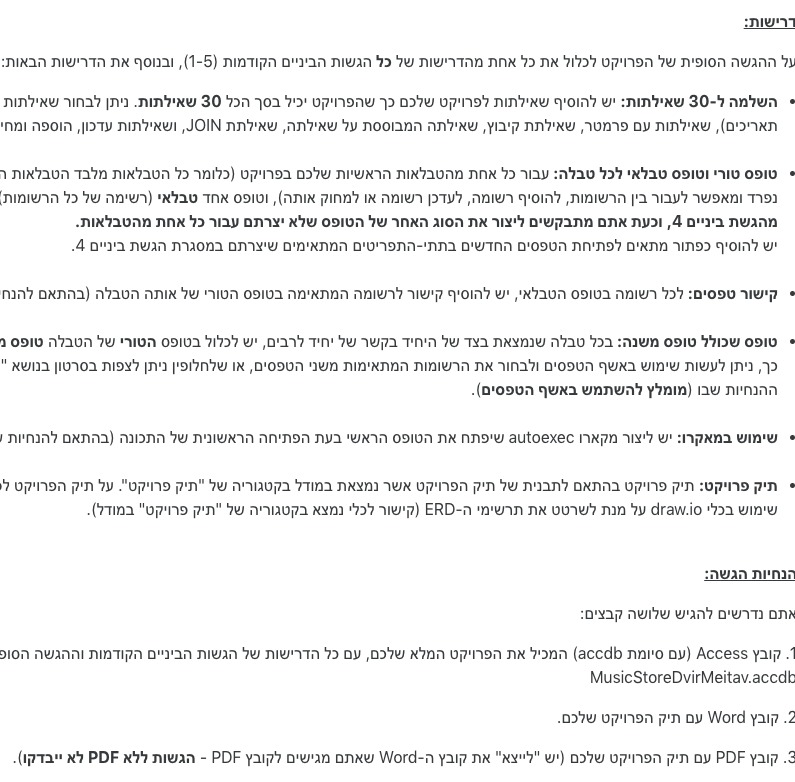 דרישות:
על ההגשה הסופית של הפרויקט לכלול את כל אחת מהדרישות של כל הגשות הביניים הקודמות (1-5), ובנוסף את הדרישות הבאות:
• השלמה ל-30 שאילתות: יש להוסיף שאילתות לפרויקט שלכם כך שהפרויקט יכיל בסך הכל 30 שאילתות. ניתן לבחור שאילתות
תאריכים), שאילתות עם פרמטר, שאילתת קיבוץ, שאילתה המבוססת על שאילתה, שאילתת JOIN, ושאילתות עדכון, הוספה ומחי
• טופס טורי וטופס טבלאי לכל טבלה: עבור כל אחת מהטבלאות הראשיות שלכם בפרויקט (כלומר כל הטבלאות מלבד הטבלאות ה
נפרד ומאפשר לעבור בין הרשומות, להוסיף רשומה, לעדכן רשומה או למחוק אותה), וטופס אחד טבלאי (רשימה של כל הרשומות)
מהגשת ביניים 4, וכעת אתם מתבקשים ליצור את הסוג האחר של הטופס שלא יצרתם עבור כל אחת מהטבלאות.
יש להוסיף כפתור מתאים לפתיחת הטפסים החדשים בתתי-התפריטים המתאימים שיצרתם במסגרת הגשת ביניים 4.
• קישור טפסים: לכל רשומה בטופס הטבלאי, יש להוסיף קישור לרשומה המתאימה בטופס הטורי של אותה הטבלה (בהתאם להנחי
• טופס שכולל טופס משנה: בכל טבלה שנמצאת בצד של היחיד בקשר של יחיד לרבים, יש לכלול בטופס הטורי של הטבלה טופס מ
כך, ניתן לעשות שימוש באשף הטפסים ולבחור את הרשומות המתאימות משני הטפסים, או שלחלופין ניתן לצפות בסרטון בנושא "
ההנחיות שבו (מומלץ להשתמש באשף הטפסים).
• שימוש במאקרו: יש ליצור מקארו autoexec שיפתח את הטופס הראשי בעת הפתיחה הראשונית של התכונה (בהתאם להנחיות ש
• תיק פרויקט: תיק פרויקט בהתאם לתבנית של תיק הפרויקט אשר נמצאת במודל בקטגוריה של "תיק פרויקט". על תיק הפרויקט לכ
שימוש בכלי draw.io על מנת לשרטט את תרשימי ה-ERD (קישור לכלי נמצא בקטגוריה של "תיק פרויקט" במודל).
הנחיות הגשה:
אתם נדרשים להגיש שלושה קבצים:
1. קובץ Access (עם סיומת accdb) המכיל את הפרויקט המלא שלכם, עם כל הדרישות של הגשות הביניים הקודמות וההגשה הסופ
MusicStoreDvirMeitav.accdb
2. קובץ Word עם תיק הפרויקט שלכם.
3. קובץ PDF עם תיק הפרויקט שלכם (יש "לייצא" את קובץ ה-Word שאתם מגישים לקובץ PDF - הגשות ללא PDF לא ייבדקו).